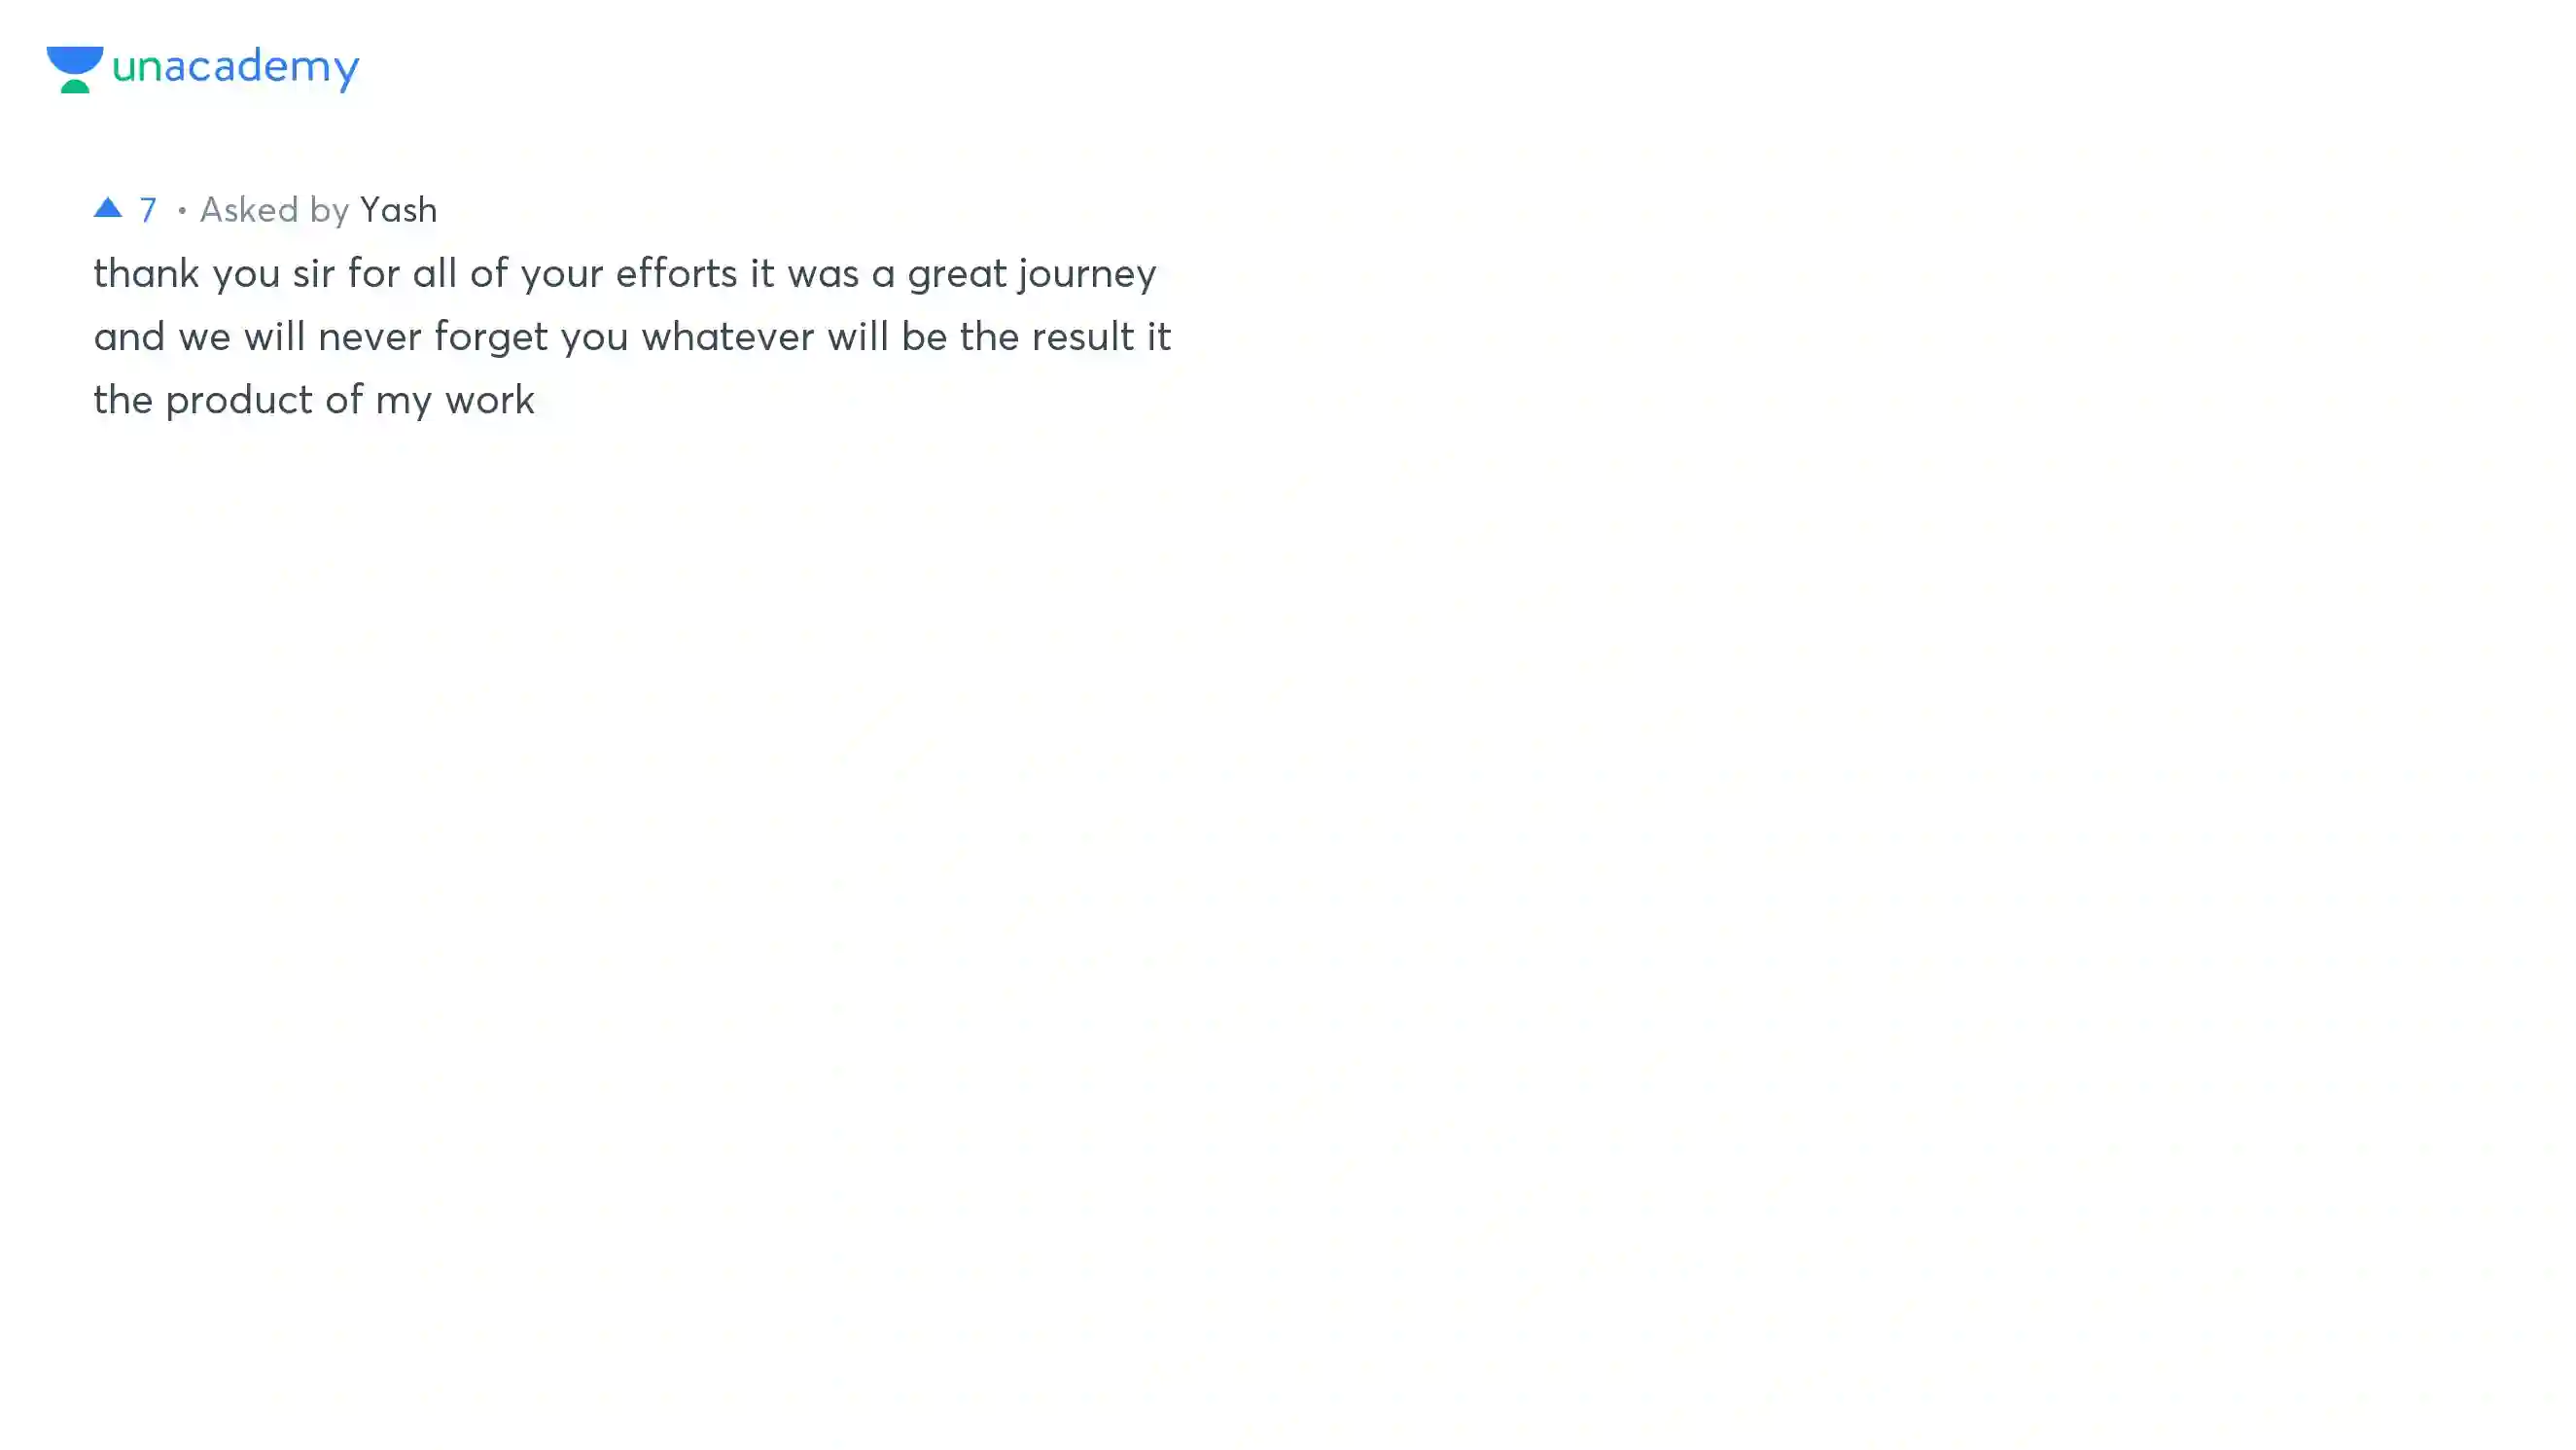 unacademy
▲ 7 • Asked by Yash
thank you sir for all of your efforts it was a great journey
and we will never forget you whatever will be the result it
the product of my work